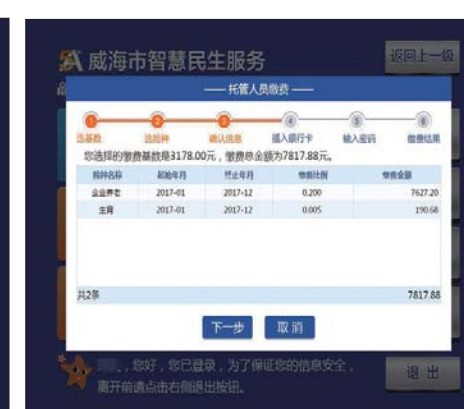 威海市智慧民生服务
返回上一级
—— 托管人员缴费 ——
1 2 3 4 5 6
选基数 选险种 确认信息 插入银行卡 输入密码 缴费结果
您选择的缴费基数是3178.00元，缴费总金额为7817.88元。
险种名称 起始年月 终止年月 缴费比例 缴费金额
企业养老 2017-01 2017-12 0.200 7627.20
生育 2017-01 2017-12 0.005 190.68
共2条 7817.88
下一步 取消
，您好，您已登录，为了保证您的信息安全，
离开前请点击右侧退出按钮。
退出